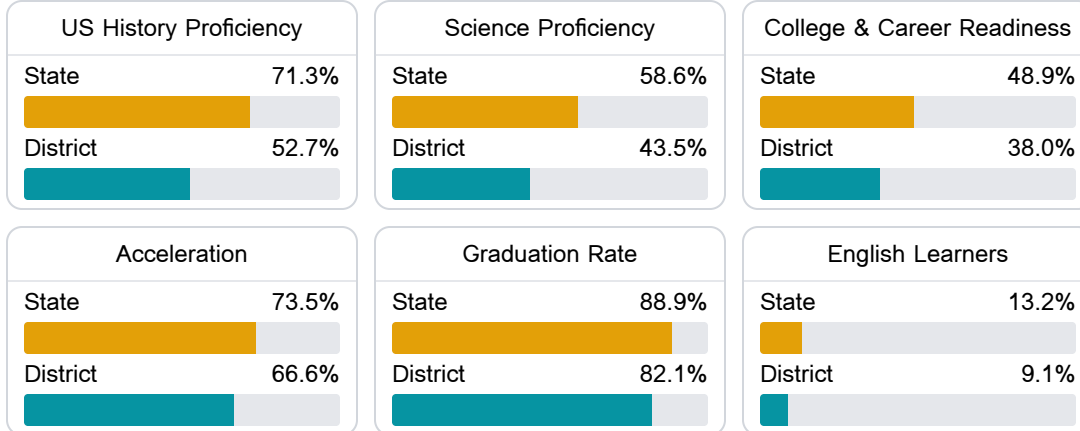 US History Proficiency
State 71.3%
District 52.7%
Science Proficiency
State 58.6%
District 43.5%
College & Career Readiness
State 48.9%
District 38.0%
Acceleration
State 73.5%
District 66.6%
Graduation Rate
State 88.9%
District 82.1%
English Learners
State 13.2%
District 9.1%